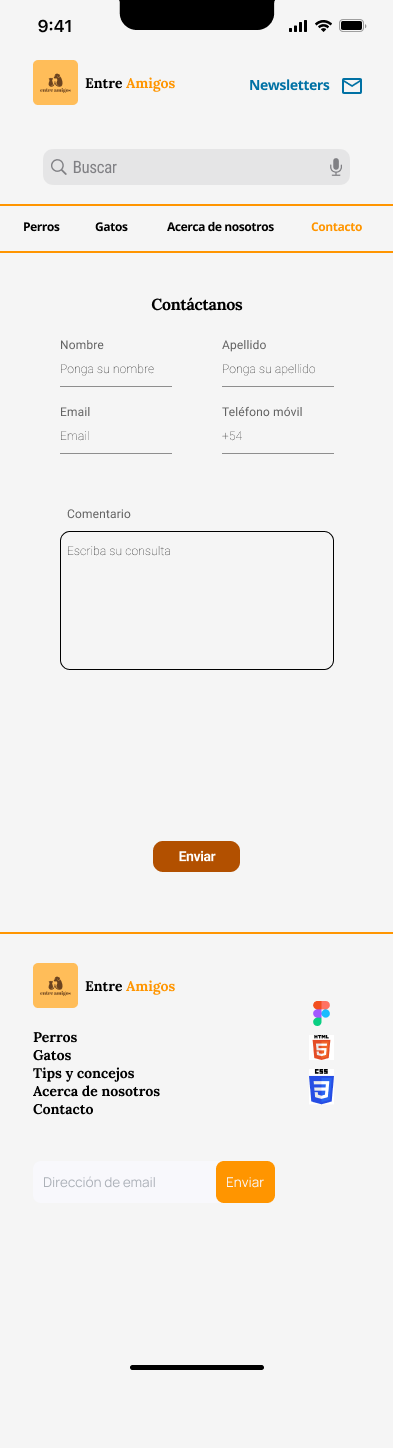 9:41
entre amigos
Entre Amigos
Newsletters
Buscar
Perros Gatos Acerca de nosotros Contacto
Contáctanos
Nombre Apellido
Ponga su nombre Ponga su apellido
Email Teléfono móvil
Email +54
Comentario
Escriba su consulta
Enviar
entre amigos
Entre Amigos
Perros
Gatos
Tips y concejos
Acerca de nosotros
Contacto
HTML
5
CSS
3
Dirección de email Enviar